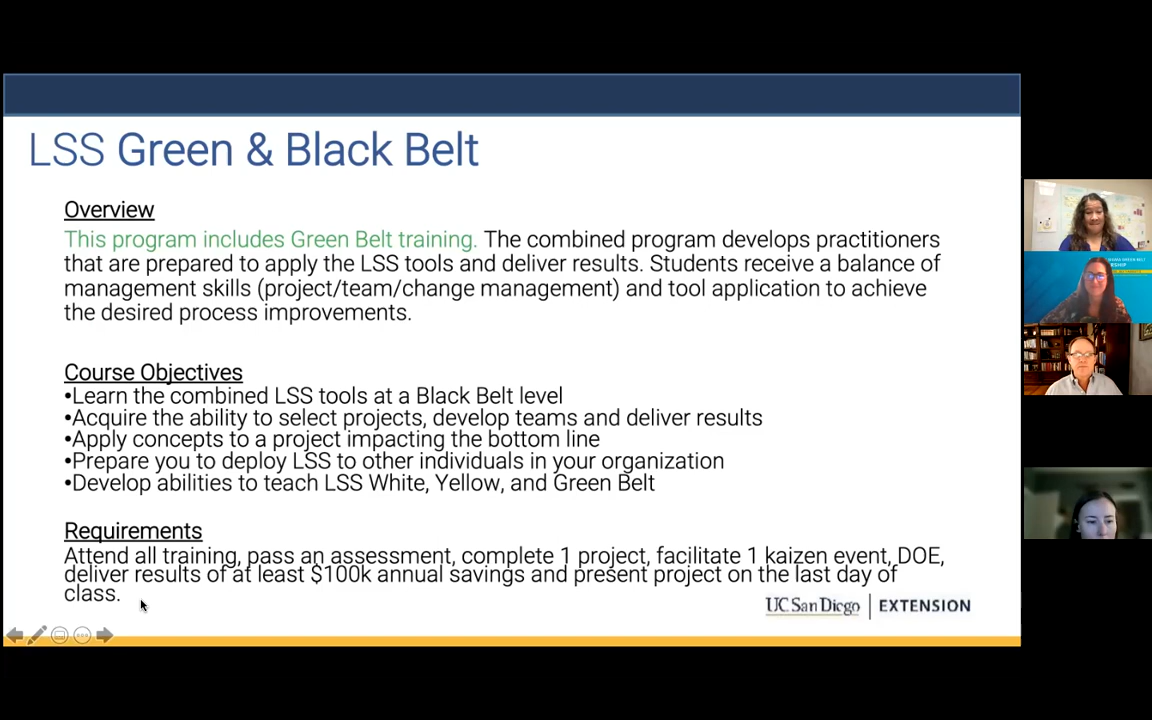 LSS Green & Black Belt
Overview
This program includes Green Belt training. The combined program develops practitioners
that are prepared to apply the LSS tools and deliver results. Students receive a balance of
management skills (project/team/change management) and tool application to achieve
the desired process improvements.
Course Objectives
•Learn the combined LSS tools at a Black Belt level
•Acquire the ability to select projects, develop teams and deliver results
•Apply concepts to a project impacting the bottom line
•Prepare you to deploy LSS to other individuals in your organization
•Develop abilities to teach LSS White, Yellow, and Green Belt
Requirements
Attend all training, pass an assessment, complete 1 project, facilitate 1 kaizen event, DOE,
deliver results of at least $100k annual savings and present project on the last day of
class.
UC San Diego | EXTENSION